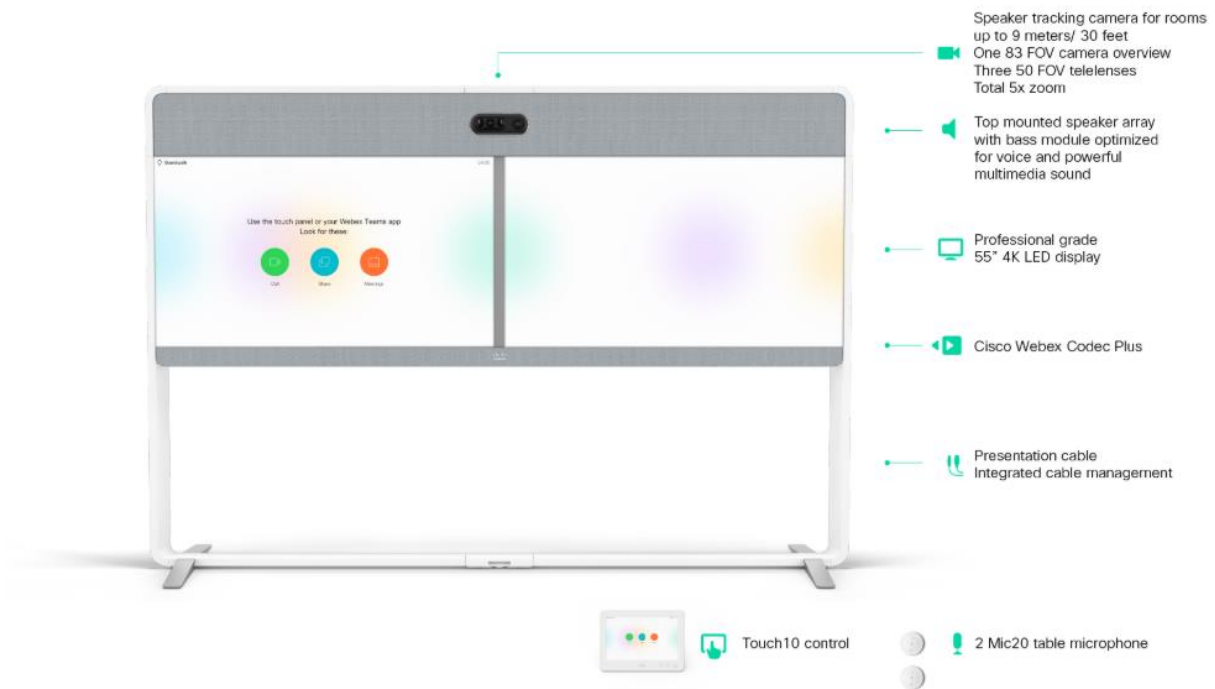 Speaker tracking camera for rooms
up to 9 meters/ 30 feet
One 83 FOV camera overview
Three 50 FOV telelenses
Total 5x zoom
Top mounted speaker array
with bass module optimized
for voice and powerful
multimedia sound
Use the touch panel or your Webex Teams app
Look for these
Call
Share
Message
Professional grade
55" 4K LED display
Cisco Webex Codec Plus
Presentation cable
Integrated cable management
Touch10 control
2 Mic20 table microphone